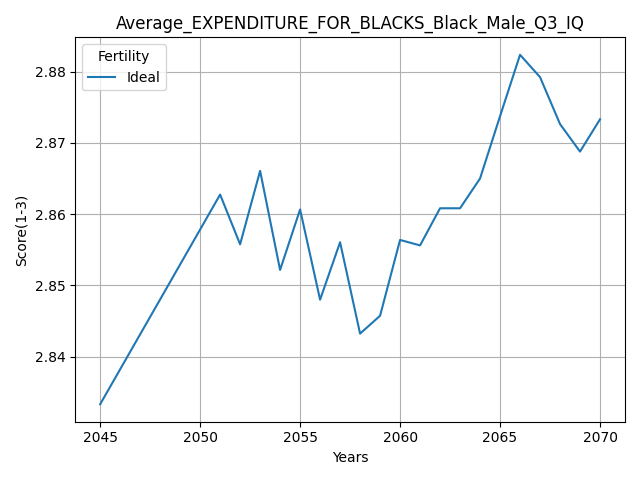 Average_EXPENDITURE_FOR_BLACKS_Black_Male_Q3_IQ
Fertility
Ideal
Score(1-3)
2.88
2.87
2.86
2.85
2.84
2045 2050 2055 2060 2065 2070
Years